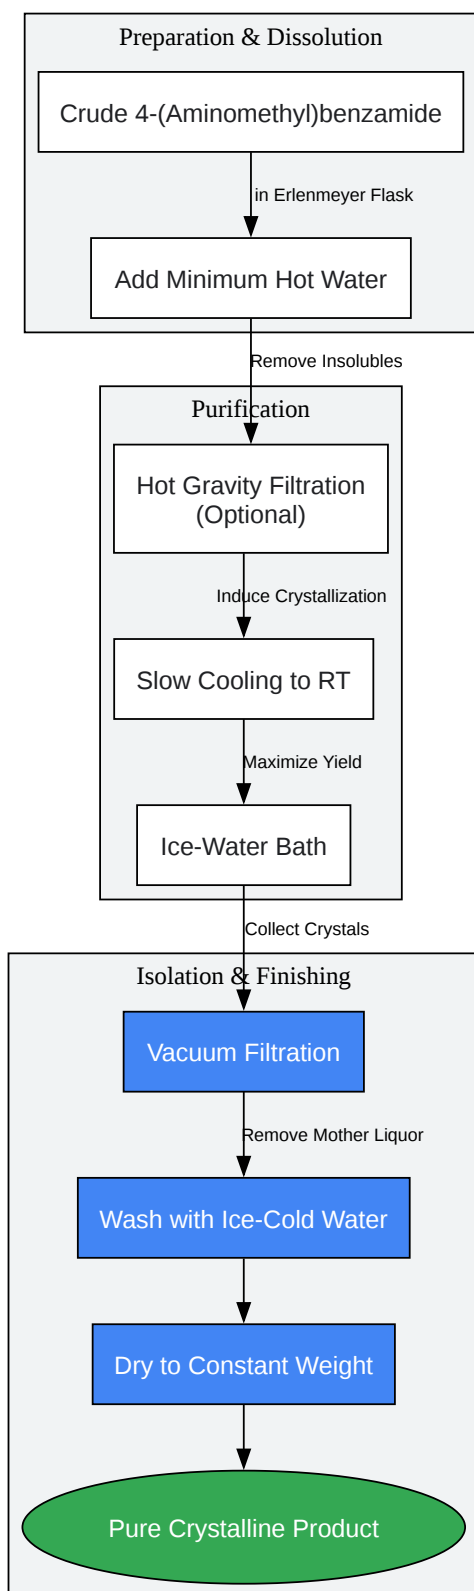 Preparation & Dissolution
Crude 4-(Aminomethyl)benzamide
in Erlenmeyer Flask
Add Minimum Hot Water
Remove Insolubles
Purification
Hot Gravity Filtration
(Optional)
Induce Crystallization
Slow Cooling to RT
Maximize Yield
Ice-Water Bath
Collect Crystals
Isolation & Finishing
Vacuum Filtration
Remove Mother Liquor
Wash with Ice-Cold Water
Dry to Constant Weight
Pure Crystalline Product